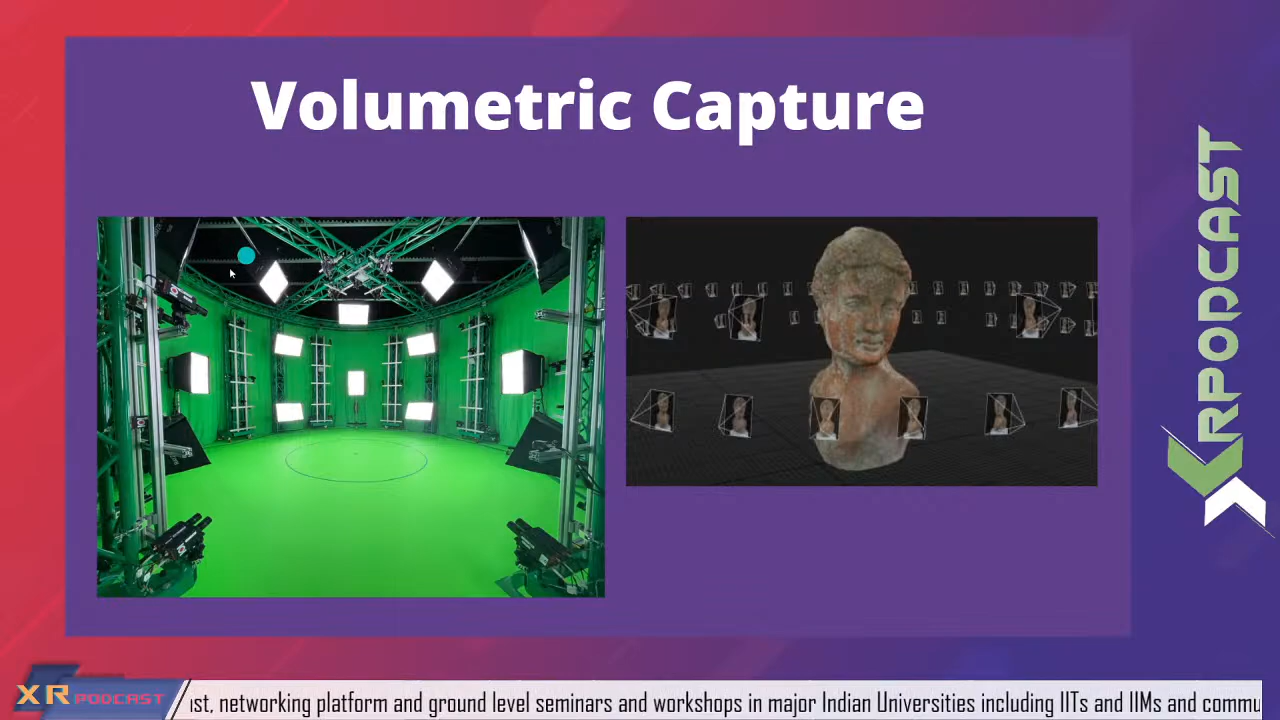 Volumetric Capture
XRPODCAST
XR PODCAST
ist, networking platform and ground level seminars and workshops in major Indian Universities including IITs and IIMs and commu